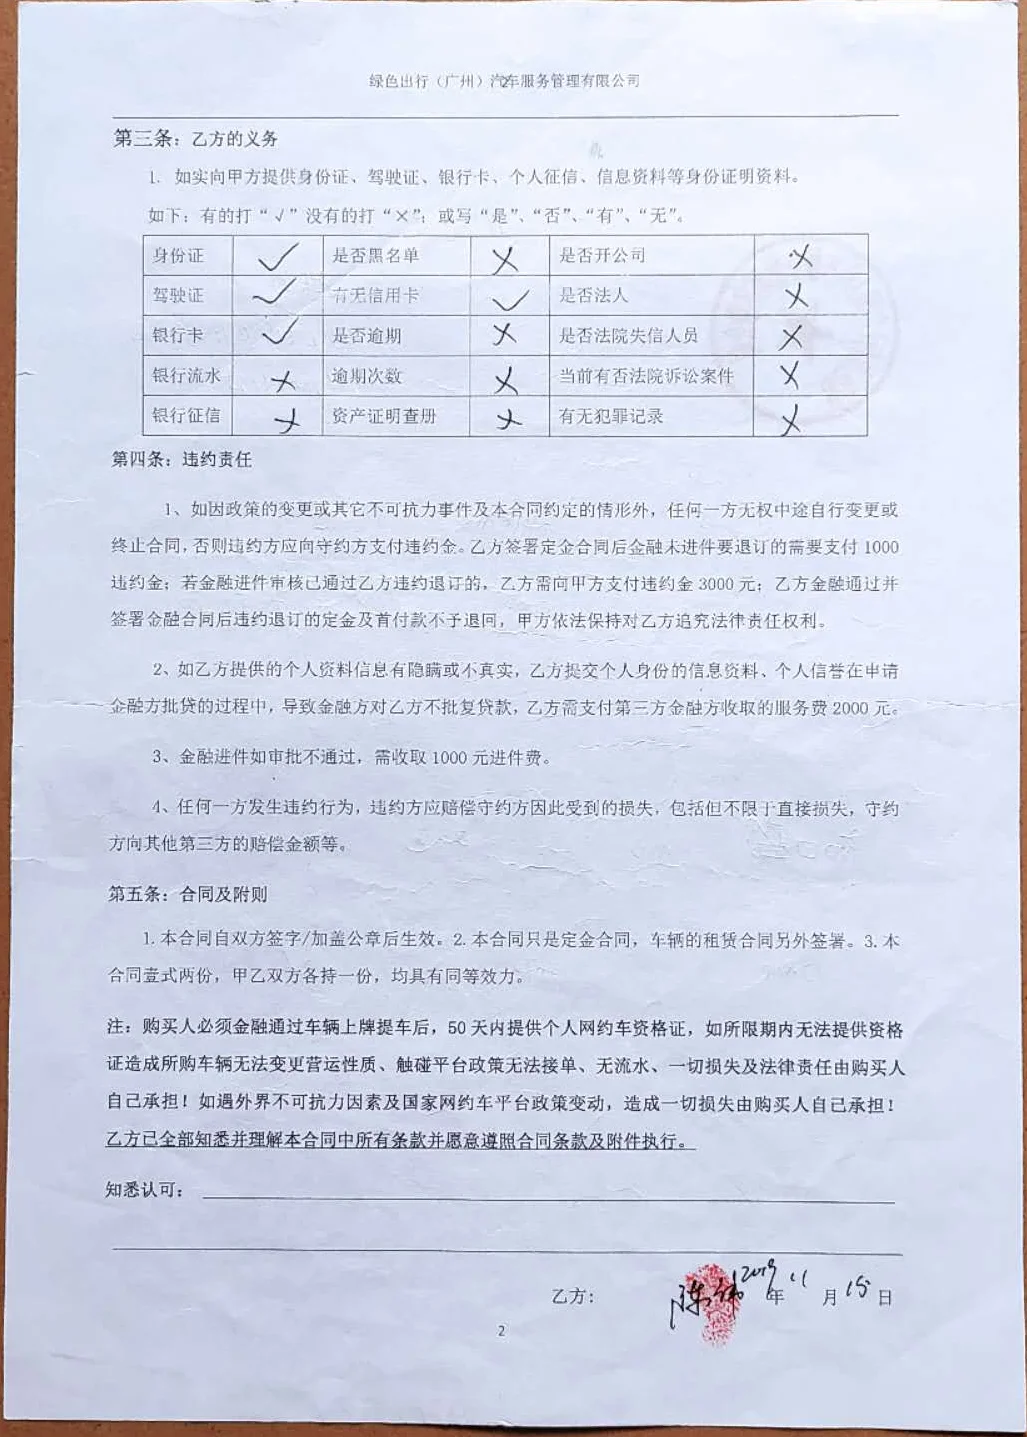 绿色出行（广州）汽车服务管理有限公司
第三条：乙方的义务
1. 如实向甲方提供身份证、驾驶证、银行卡、个人征信、信息资料等身份证明资料。
如下：有的打“√”没有的打“×”；或写“是”、“否”、“有”、“无”。
身份证 ✓ 是否黑名单 × 是否开公司 ×
驾驶证 ✓ 有无信用卡 ✓ 是否法人 ×
银行卡 ✓ 是否逾期 × 是否法院失信人员 ×
银行流水 × 逾期次数 × 当前有否法院诉讼案件 ×
银行征信 × 资产证明查册 × 有无犯罪记录 ×
第四条：违约责任
1、如因政策的变更或其它不可抗力事件及本合同约定的情形外，任何一方无权中途自行变更或
终止合同，否则违约方应向守约方支付违约金。乙方签署定金合同后金融未进件要退订的需要支付 1000
违约金；若金融进件审核已通过乙方违约退订的，乙方需向甲方支付违约金 3000 元；乙方金融通过并
签署金融合同后违约退订的定金及首付款不予退回，甲方依法保持对乙方追究法律责任权利。
2、如乙方提供的个人资料信息有隐瞒或不真实，乙方提交个人身份的信息资料、个人信誉在申请
金融方批贷的过程中，导致金融方对乙方不批复贷款，乙方需支付第三方金融方收取的服务费 2000 元。
3、金融进件如审批不通过，需收取 1000 元进件费。
4、任何一方发生违约行为，违约方应赔偿守约方因此受到的损失，包括但不限于直接损失，守约
方向其他第三方的赔偿金额等。
第五条：合同及附则
1.本合同自双方签字/加盖公章后生效。2.本合同只是定金合同，车辆的租赁合同另外签署。3.本
合同壹式两份，甲乙双方各持一份，均具有同等效力。
注：购买人必须金融通过车辆上牌提车后，50 天内提供个人网约车资格证，如所限期内无法提供资格
证造成所购车辆无法变更营运性质、触碰平台政策无法接单、无流水、一切损失及法律责任由购买人
自己承担！如遇外界不可抗力因素及国家网约车平台政策变动，造成一切损失由购买人自己承担！
乙方已全部知悉并理解本合同中所有条款并愿意遵照合同条款及附件执行。
知悉认可：
乙方： 陈伟 2019 年 11 月 15 日
2